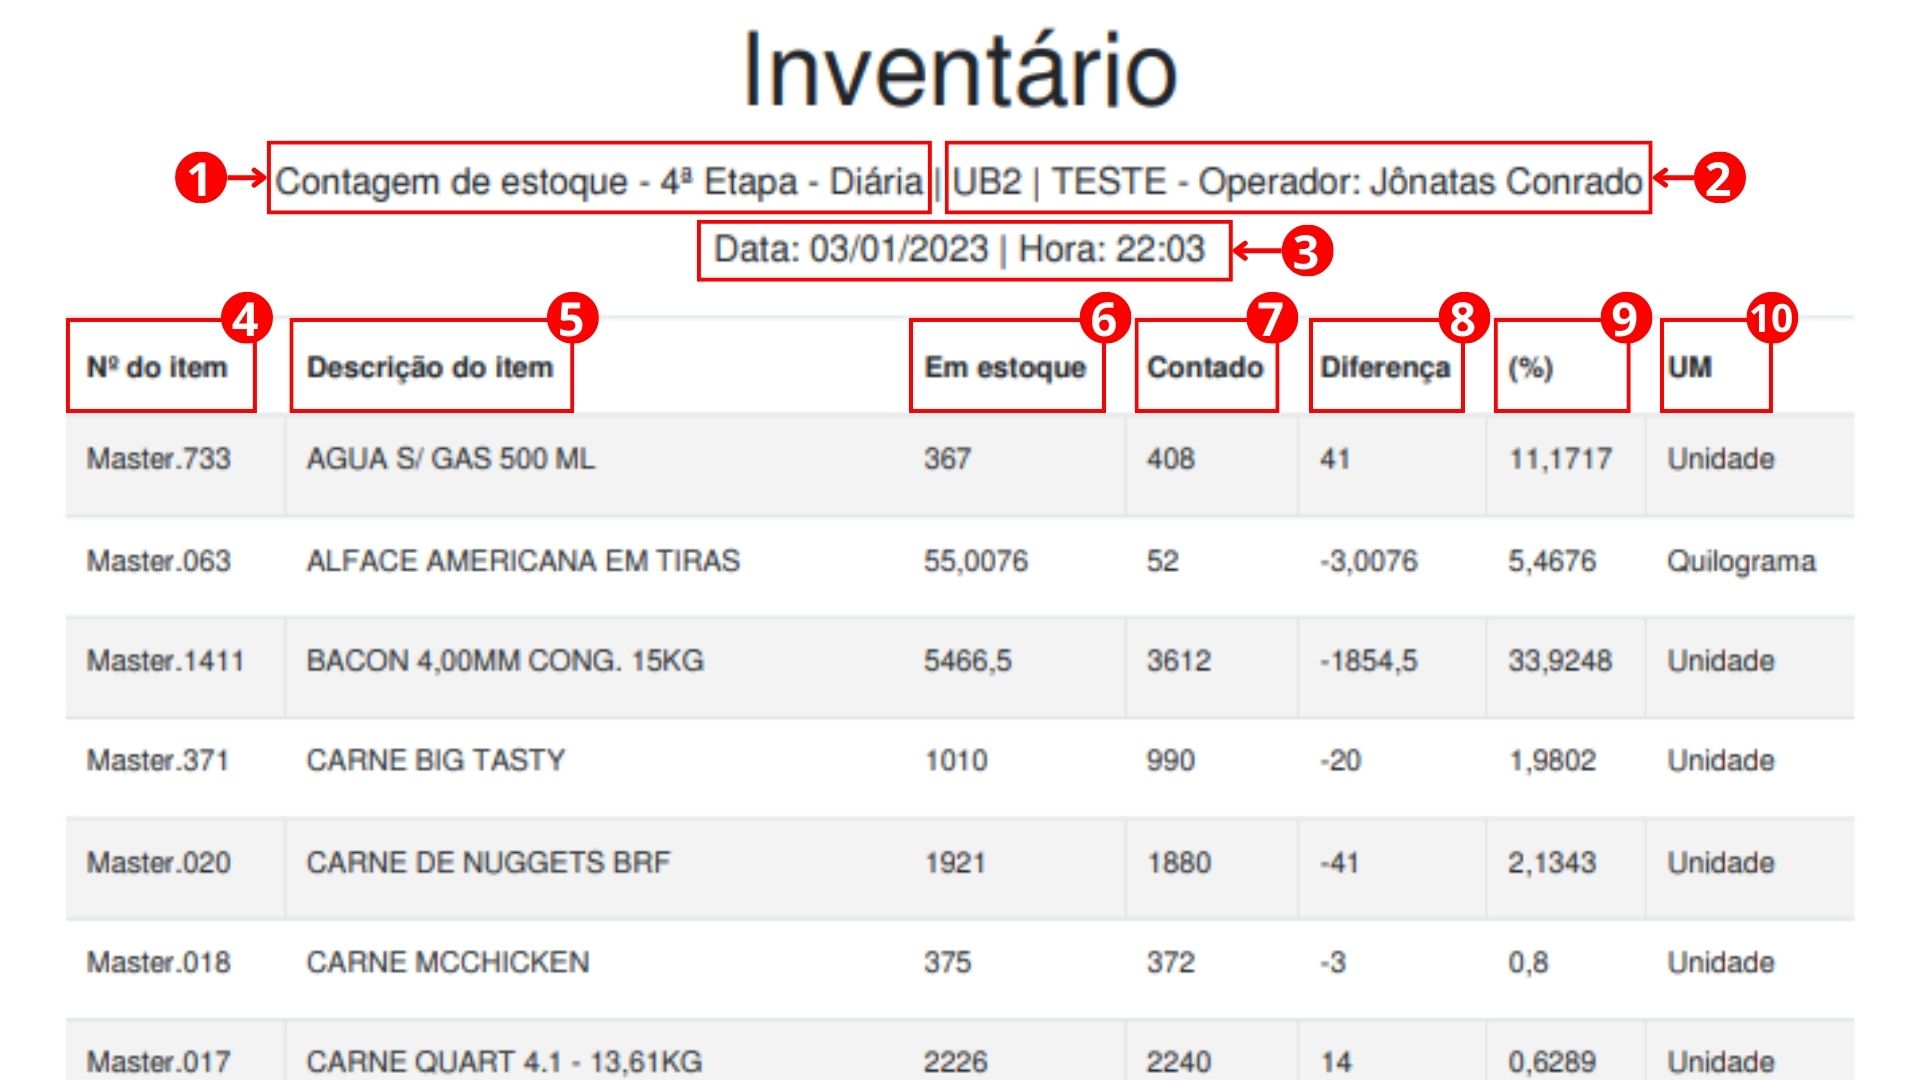 Inventário
1 Contagem de estoque - 4ª Etapa - Diária | UB2 | TESTE - Operador: Jônatas Conrado 2
Data: 03/01/2023 | Hora: 22:03 3
4 5 6 7 8 9 10
Nº do item Descrição do item Em estoque Contado Diferença (%) UM
Master.733 AGUA S/ GAS 500 ML 367 408 41 11,1717 Unidade
Master.063 ALFACE AMERICANA EM TIRAS 55,0076 52 -3,0076 5,4676 Quilograma
Master.1411 BACON 4,00MM CONG. 15KG 5466,5 3612 -1854,5 33,9248 Unidade
Master.371 CARNE BIG TASTY 1010 990 -20 1,9802 Unidade
Master.020 CARNE DE NUGGETS BRF 1921 1880 -41 2,1343 Unidade
Master.018 CARNE MCCHICKEN 375 372 -3 0,8 Unidade
Master.017 CARNE QUART 4.1 - 13,61KG 2226 2240 14 0,6289 Unidade